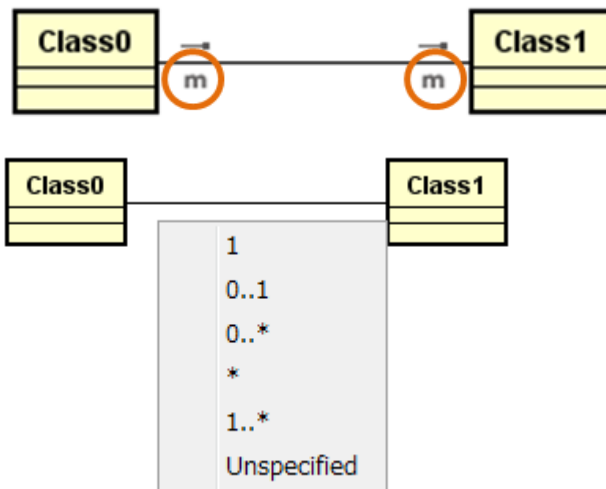 Class0 Class1
m m
Class0 Class1
1
0..1
0..*
*
1..*
Unspecified